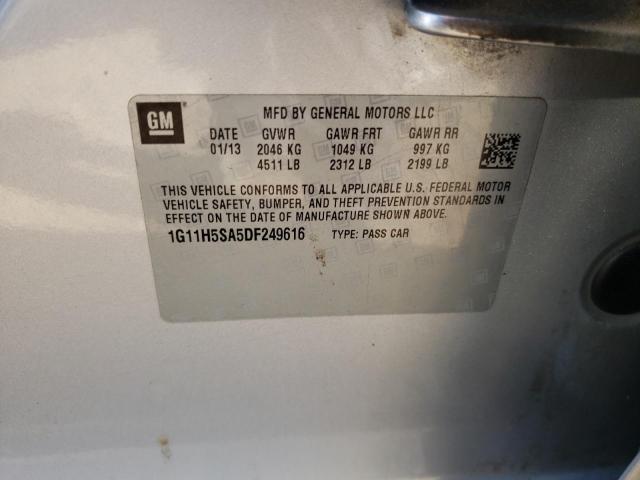 GM
MFD BY GENERAL MOTORS LLC
DATE GVWR GAWR FRT GAWR RR
01/13 2046 KG 1049 KG 997 KG
4511 LB 2312 LB 2199 LB
THIS VEHICLE CONFORMS TO ALL APPLICABLE U.S. FEDERAL MOTOR
VEHICLE SAFETY, BUMPER, AND THEFT PREVENTION STANDARDS IN
EFFECT ON THE DATE OF MANUFACTURE SHOWN ABOVE.
1G11H5SA5DF249616 TYPE: PASS CAR